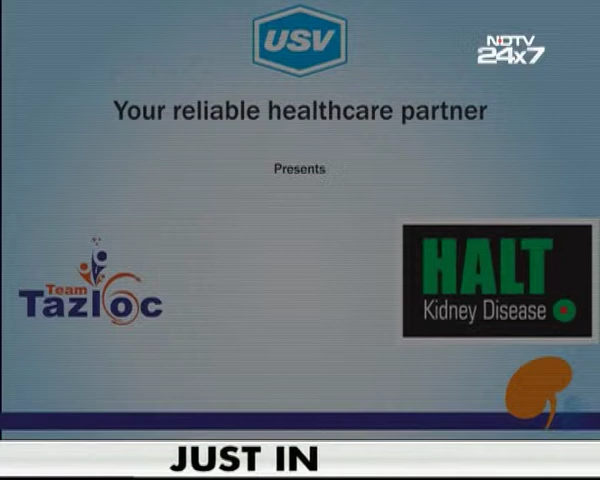 USV
NDTV
24x7
Your reliable healthcare partner
Presents
Team
Tazloc
HALT
Kidney Disease
JUST IN